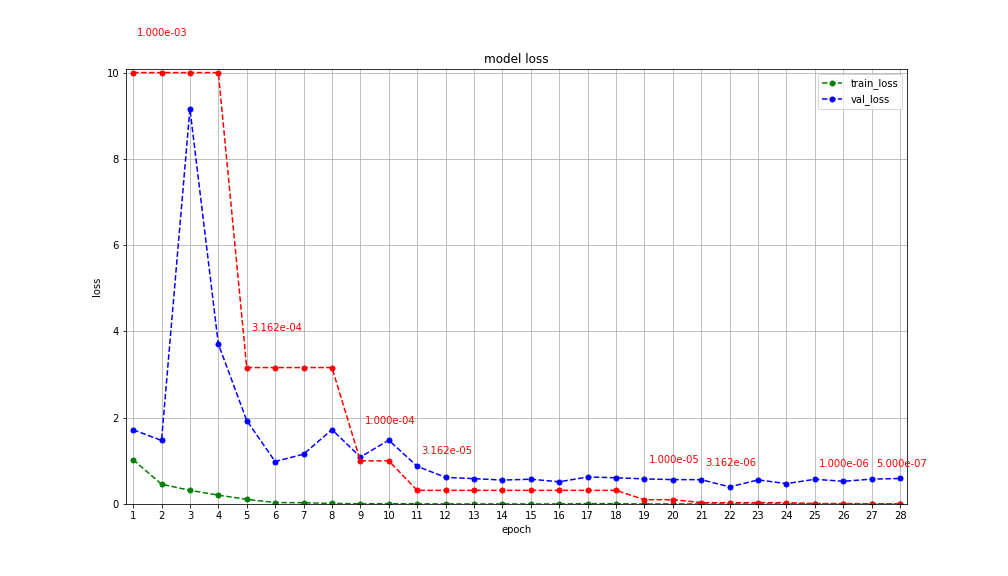 1.000e-03
model loss
10
8
6
4
2
0
loss
train_loss
val_loss
3.162e-04
1.000e-04
3.162e-05
1.000e-05
3.162e-06
1.000e-06
5.000e-07
1 2 3 4 5 6 7 8 9 10 11 12 13 14 15 16 17 18 19 20 21 22 23 24 25 26 27 28
epoch